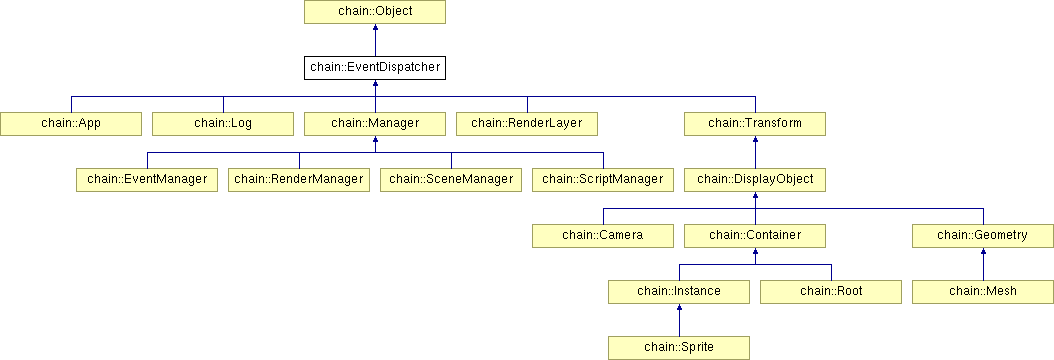 chain::Object
chain::EventDispatcher
chain::App
chain::Log
chain::Manager
chain::RenderLayer
chain::Transform
chain::EventManager
chain::RenderManager
chain::SceneManager
chain::ScriptManager
chain::DisplayObject
chain::Camera
chain::Container
chain::Geometry
chain::Instance
chain::Root
chain::Mesh
chain::Sprite